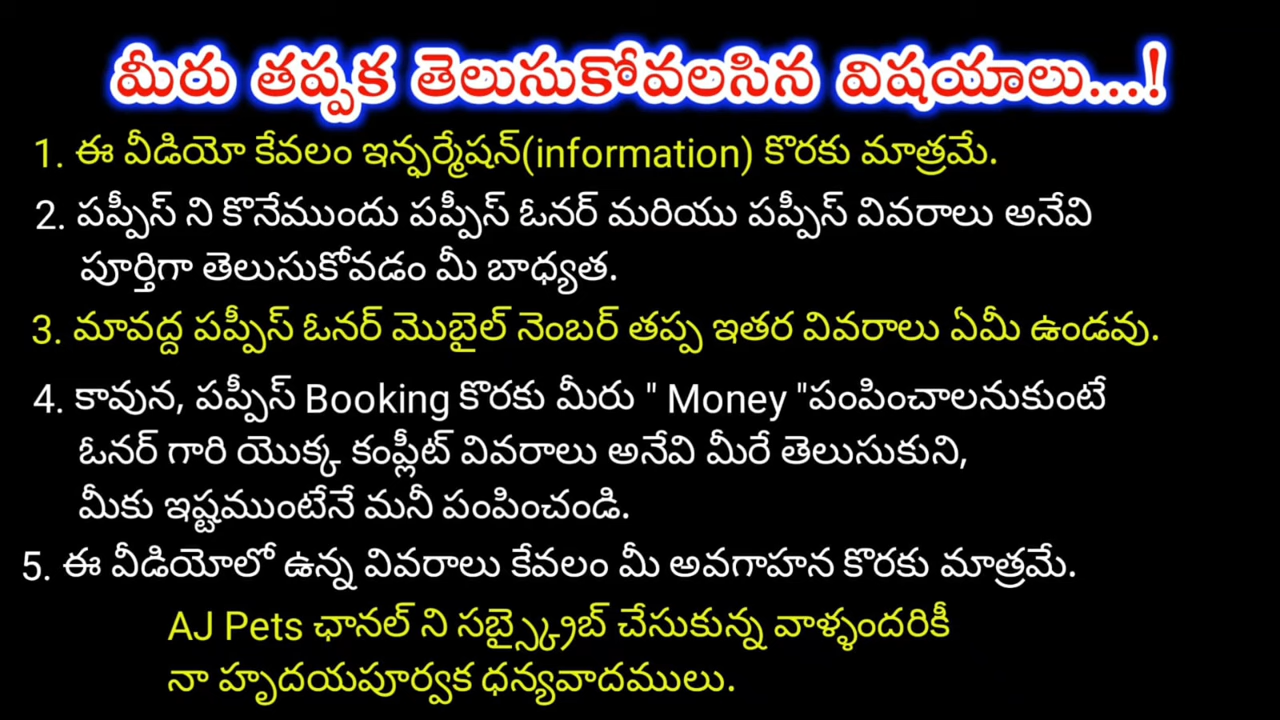 మీరు తప్పక తెలుసుకోవలసిన విషయాలు...!
1. ఈ వీడియో కేవలం ఇన్ఫర్మేషన్(information) కొరకు మాత్రమే.
2. పప్పీస్ ని కొనేముందు పప్పీస్ ఓనర్ మరియు పప్పీస్ వివరాలు అనేవి
పూర్తిగా తెలుసుకోవడం మీ బాధ్యత.
3. మావద్ద పప్పీస్ ఓనర్ మొబైల్ నెంబర్ తప్ప ఇతర వివరాలు ఏమీ ఉండవు.
4. కావున, పప్పీస్ Booking కొరకు మీరు " Money "పంపించాలనుకుంటే
ఓనర్ గారి యొక్క కంప్లీట్ వివరాలు అనేవి మీరే తెలుసుకుని,
మీకు ఇష్టముంటేనే మనీ పంపించండి.
5. ఈ వీడియోలో ఉన్న వివరాలు కేవలం మీ అవగాహన కొరకు మాత్రమే.
AJ Pets ఛానల్ ని సబ్స్క్రైబ్ చేసుకున్న వాళ్ళందరికీ
నా హృదయపూర్వక ధన్యవాదములు.